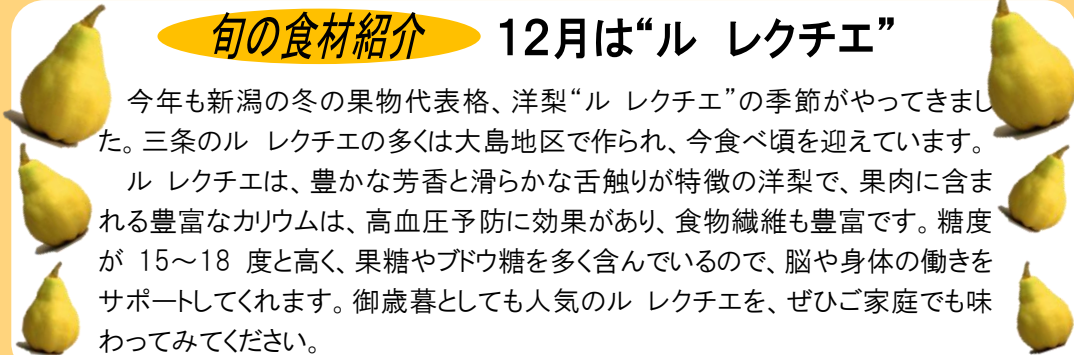 旬の食材紹介 12月は“ル レクチエ”
今年も新潟の冬の果物代表格、洋梨“ル レクチエ”の季節がやってきまし
た。三条のル レクチエの多くは大島地区で作られ、今食べ頃を迎えています。
ル レクチエは、豊かな芳香と滑らかな舌触りが特徴の洋梨で、果肉に含ま
れる豊富なカリウムは、高血圧予防に効果があり、食物繊維も豊富です。糖度
が 15～18 度と高く、果糖やブドウ糖を多く含んでいるので、脳や身体の働きを
サポートしてくれます。御歳暮としても人気のル レクチエを、ぜひご家庭でも味
わってみてください。